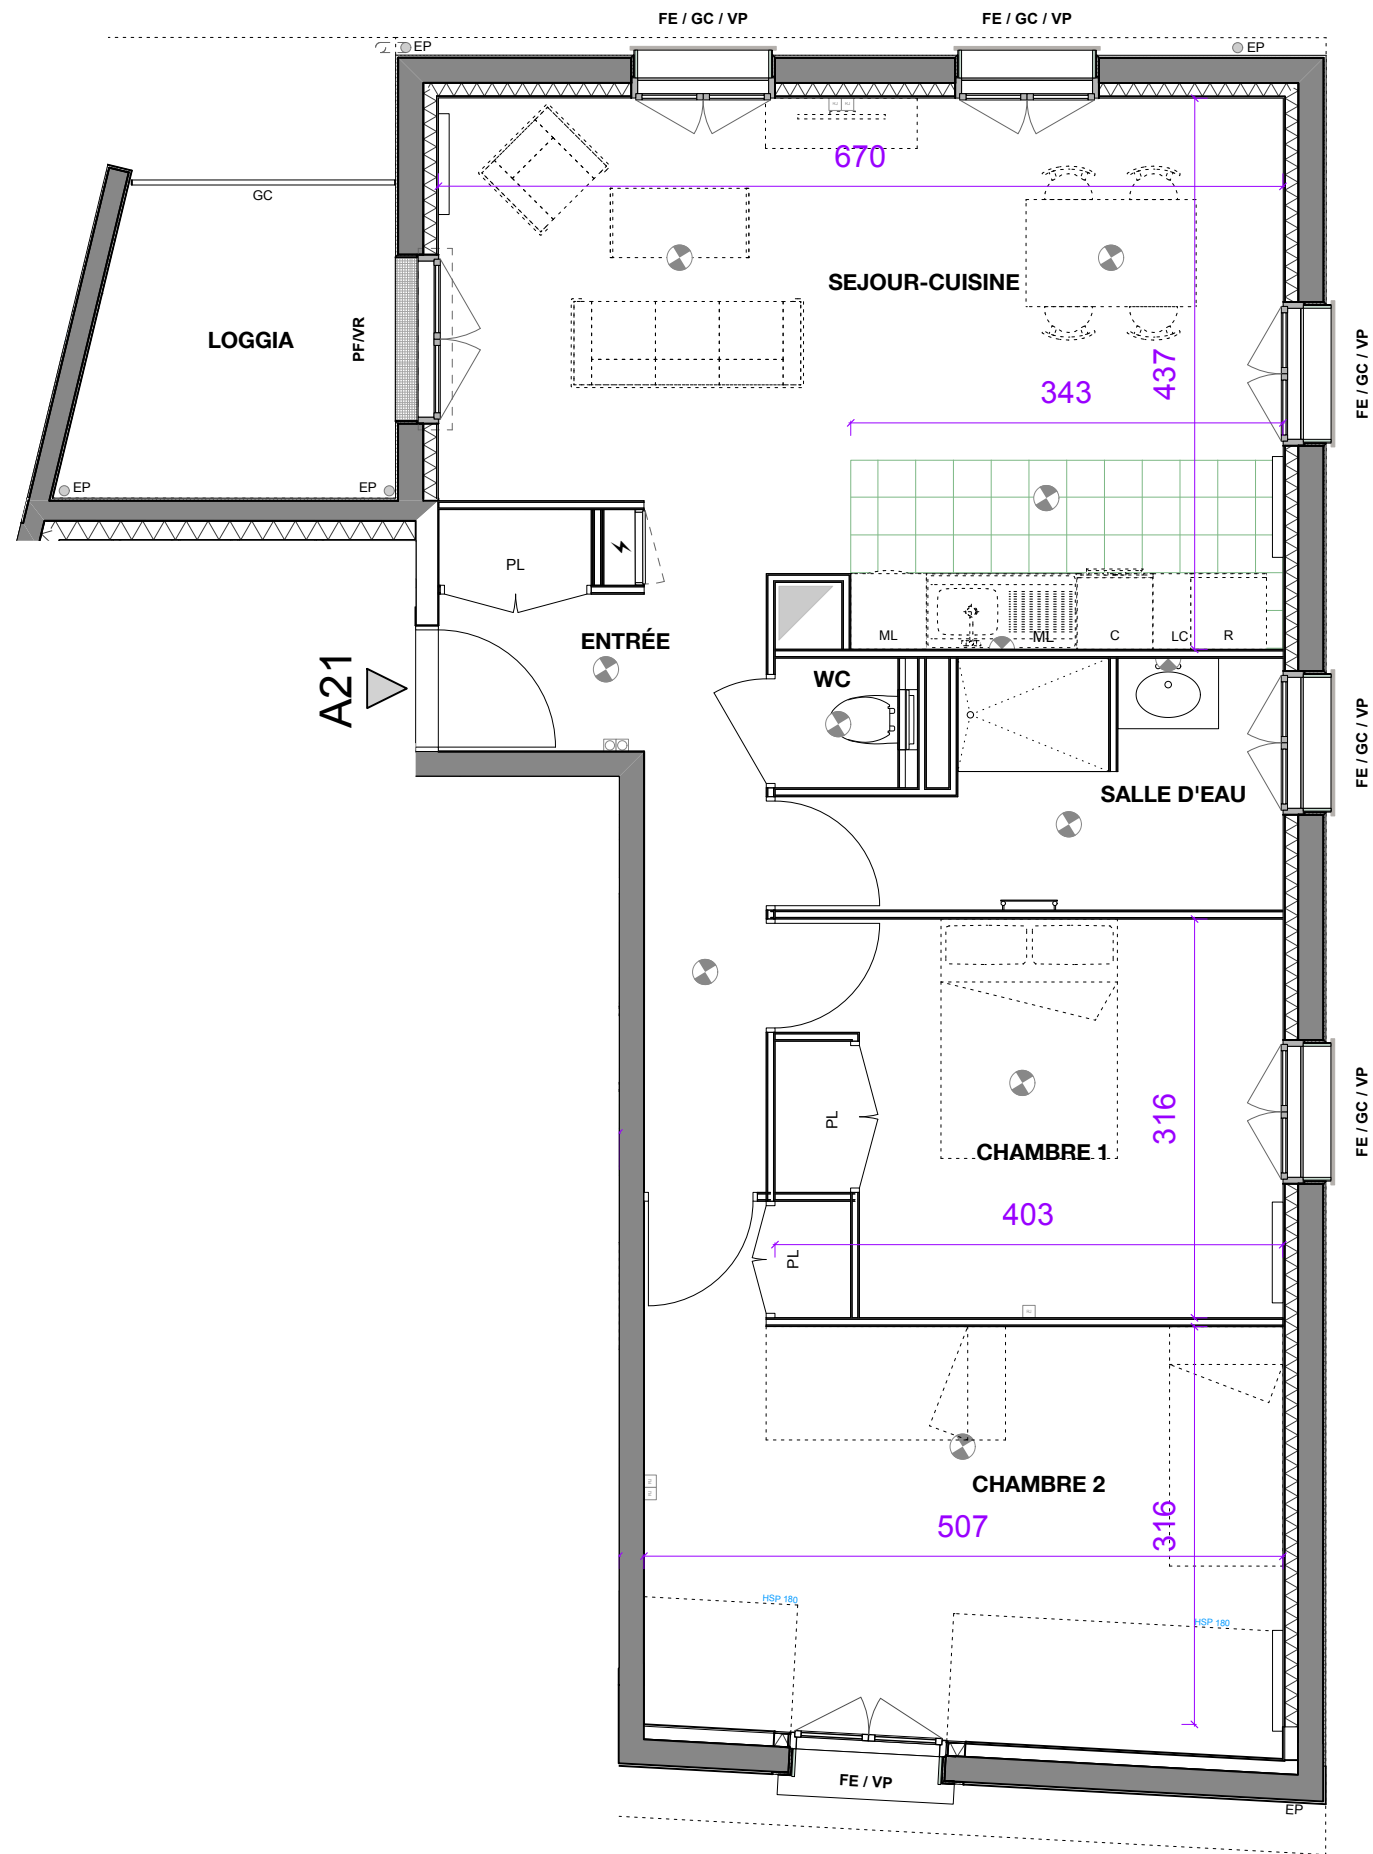 FE / GC / VP
FE / GC / VP
EP
EP
670
GC
SEJOUR-CUISINE
LOGGIA
PF/VR
FE / GC / VP
437
343
EP
EP
PL
ENTRÉE
ML
ML
C
LC
R
A21
WC
FE / GC / VP
SALLE D'EAU
PL
316
FE / GC / VP
CHAMBRE 1
403
PL
CHAMBRE 2
507
316
HSP 180
HSP 180
FE / VP
EP